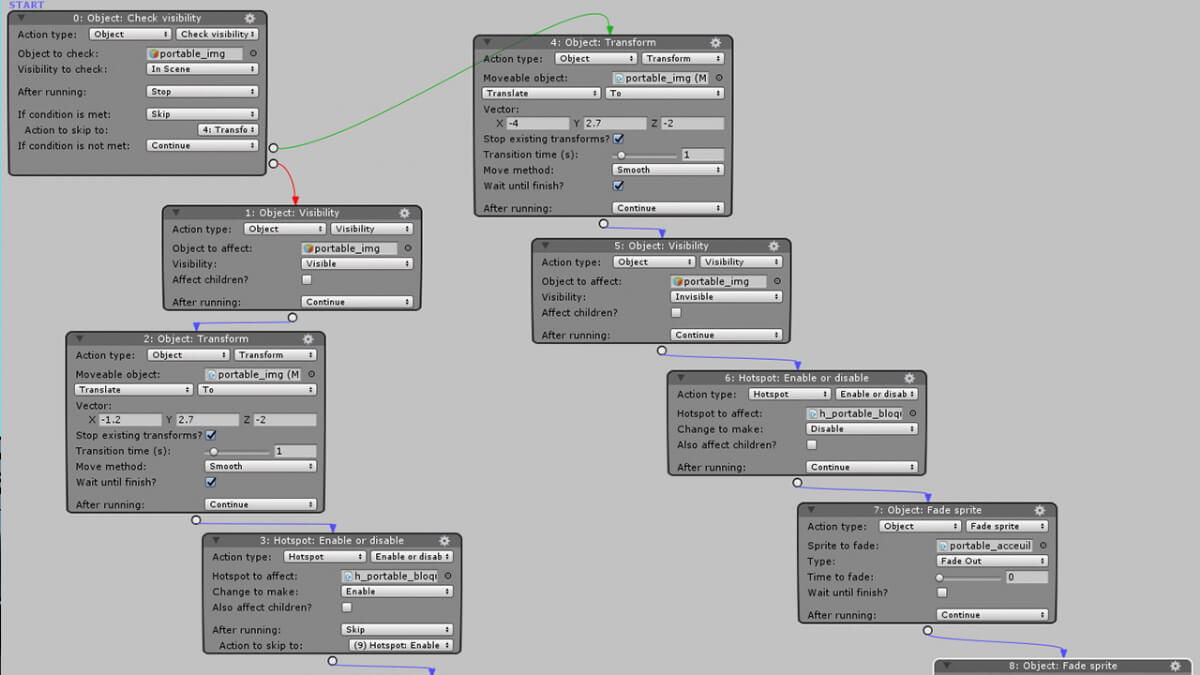 START
0: Object: Check visibility
Action type: Object Check visibility
Object to check: portable_img
Visibility to check: In Scene
After running: Stop
If condition is met: Skip
Action to skip to: 4: Transfo
If condition is not met: Continue
1: Object: Visibility
Action type: Object Visibility
Object to affect: portable_img
Visibility: Visible
Affect children?
After running: Continue
2: Object: Transform
Action type: Object Transform
Moveable object: portable_img (M
Translate To
Vector:
X -1.2 Y 2.7 Z -2
Stop existing transforms?
Transition time (s): 1
Move method: Smooth
Wait until finish?
After running: Continue
3: Hotspot: Enable or disable
Action type: Hotspot Enable or disab
Hotspot to affect: h_portable_bloq
Change to make: Enable
Also affect children?
After running: Skip
Action to skip to: (9) Hotspot: Enable
4: Object: Transform
Action type: Object Transform
Moveable object: portable_img (M
Translate To
Vector:
X -4 Y 2.7 Z -2
Stop existing transforms?
Transition time (s): 1
Move method: Smooth
Wait until finish?
After running: Continue
5: Object: Visibility
Action type: Object Visibility
Object to affect: portable_img
Visibility: Invisible
Affect children?
After running: Continue
6: Hotspot: Enable or disable
Action type: Hotspot Enable or disab
Hotspot to affect: h_portable_bloq
Change to make: Disable
Also affect children?
After running: Continue
7: Object: Fade sprite
Action type: Object Fade sprite
Sprite to fade: portable_acceuil
Type: Fade Out
Time to fade: 0
Wait until finish?
After running: Continue
8: Object: Fade sprite